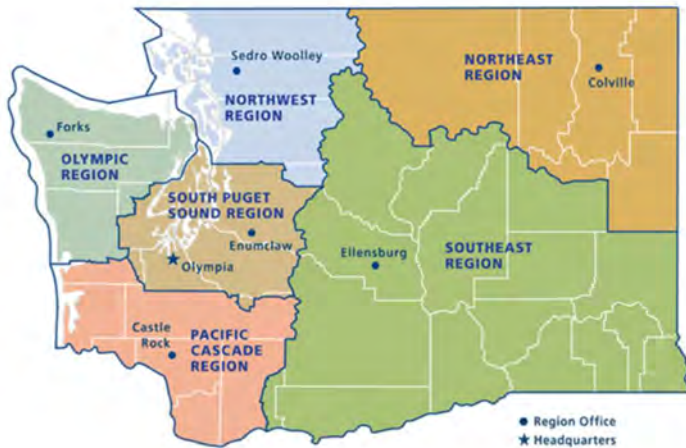 Sedro Woolley
NORTHWEST
REGION
NORTHEAST
REGION
Colville
Forks
OLYMPIC
REGION
SOUTH PUGET
SOUND REGION
Enumclaw
Olympia
Ellensburg
SOUTHEAST
REGION
Castle
Rock
PACIFIC
CASCADE
REGION
Region Office
Headquarters